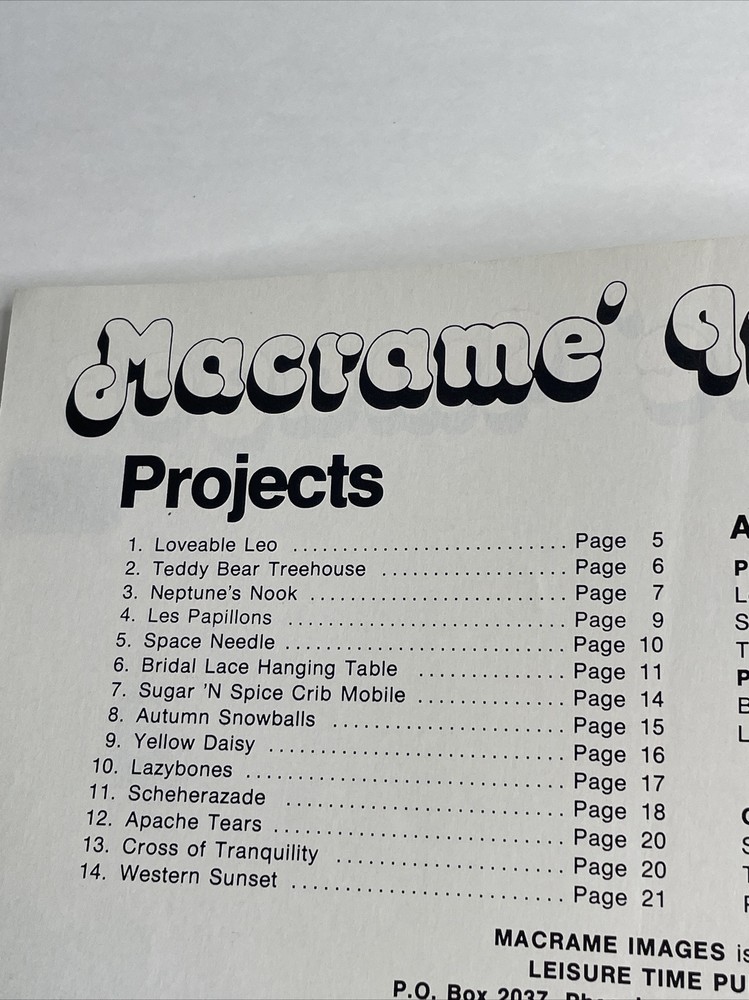 Macramé
Projects
1. Loveable Leo ............................ Page 5
2. Teddy Bear Treehouse ................... Page 6
3. Neptune's Nook .......................... Page 7
4. Les Papillons ............................ Page 9
5. Space Needle ............................ Page 10
6. Bridal Lace Hanging Table ................. Page 11
7. Sugar 'N Spice Crib Mobile ............... Page 14
8. Autumn Snowballs ........................ Page 15
9. Yellow Daisy .............................. Page 16
10. Lazybones ................................ Page 17
11. Scheherazade ............................ Page 18
12. Apache Tears ............................. Page 20
13. Cross of Tranquility ....................... Page 20
14. Western Sunset ........................... Page 21
MACRAME IMAGES is
LEISURE TIME
P.O. Box 2037,